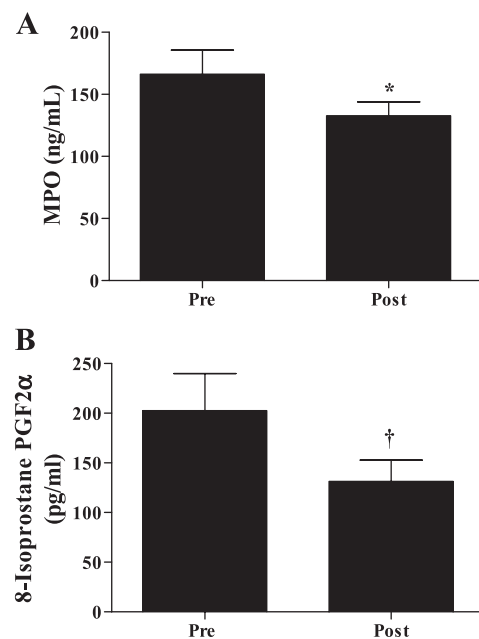 A
MPO (ng/mL)
200
150
100
50
0
*
Pre
Post
B
8-Isoprostane PGF2α
(pg/ml)
250
200
150
100
50
0
†
Pre
Post